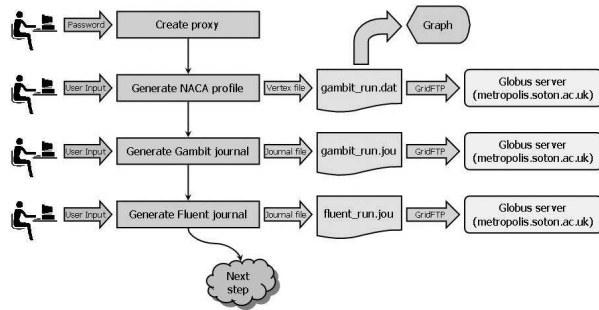 Password
Create proxy
Graph
User Input
Generate NACA profile
Vertex file
gambit_run.dat
GridFTP
Globus server
(metropolis.soton.ac.uk)
User Input
Generate Gambit journal
Journal file
gambit_run.jou
GridFTP
Globus server
(metropolis.soton.ac.uk)
User Input
Generate Fluent journal
Journal file
fluent_run.jou
GridFTP
Globus server
(metropolis.soton.ac.uk)
Next
step